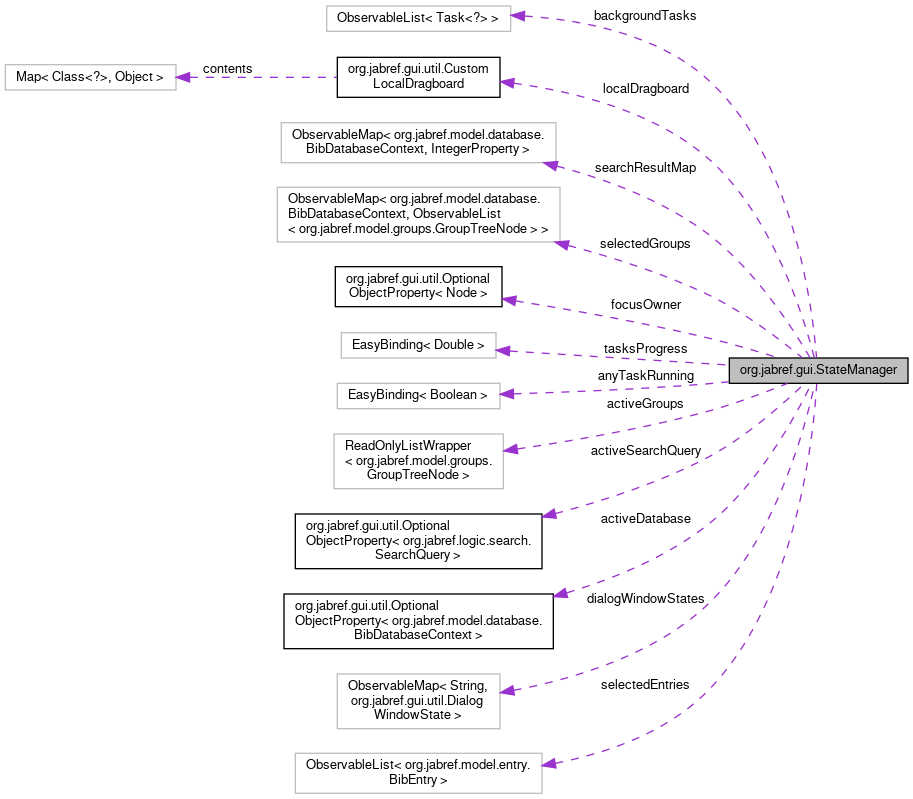 ObservableList< Task<?> >
backgroundTasks
Map< Class<?>, Object >
contents
org.jabref.gui.util.Custom
LocalDragboard
localDragboard
ObservableMap< org.jabref.model.database.
BibDatabaseContext, IntegerProperty >
searchResultMap
ObservableMap< org.jabref.model.database.
BibDatabaseContext, ObservableList
< org.jabref.model.groups.GroupTreeNode > >
selectedGroups
org.jabref.gui.util.Optional
ObjectProperty< Node >
focusOwner
EasyBinding< Double >
tasksProgress
org.jabref.gui.StateManager
EasyBinding< Boolean >
anyTaskRunning
ReadOnlyListWrapper
< org.jabref.model.groups.
GroupTreeNode >
activeGroups
org.jabref.gui.util.Optional
ObjectProperty< org.jabref.logic.search.
SearchQuery >
activeSearchQuery
org.jabref.gui.util.Optional
ObjectProperty< org.jabref.model.database.
BibDatabaseContext >
activeDatabase
ObservableMap< String,
org.jabref.gui.util.Dialog
WindowState >
dialogWindowStates
ObservableList< org.jabref.model.entry.
BibEntry >
selectedEntries